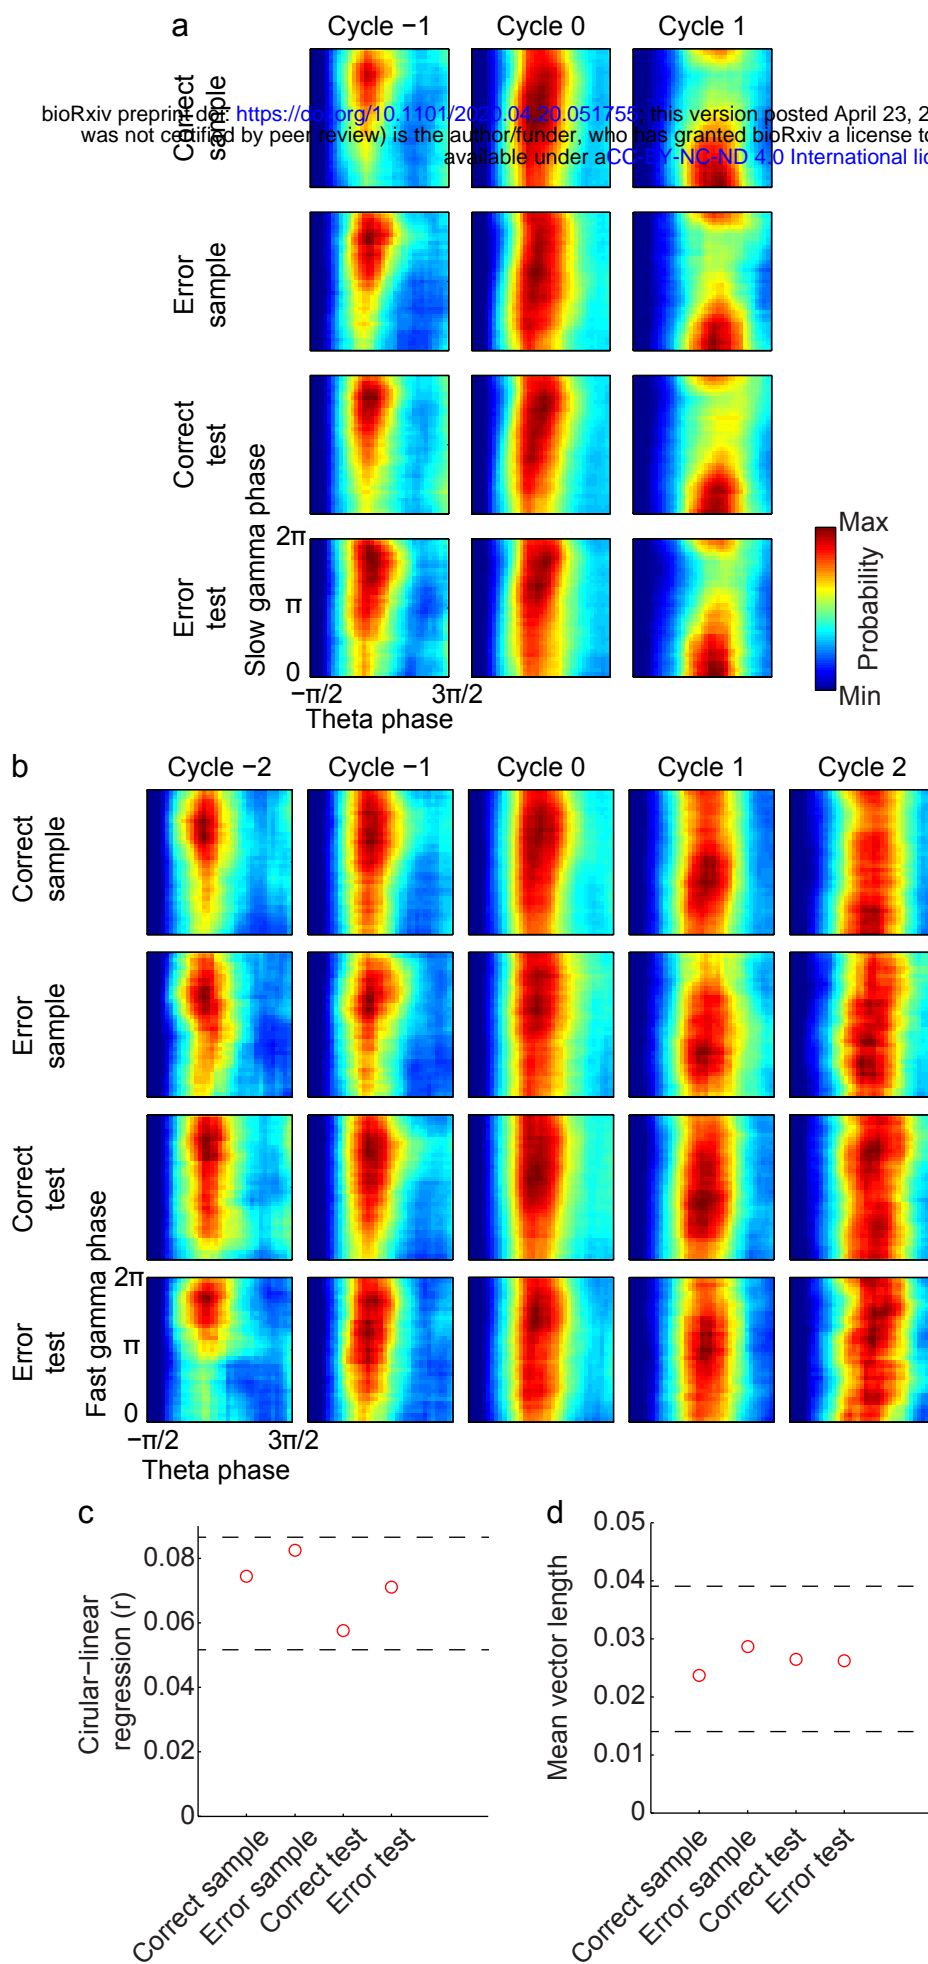 a
Cycle −1 Cycle 0 Cycle 1
Correct
sample
bioRxiv preprint doi: https://doi.org/10.1101/2020.04.20.051755; this version posted April 23, 2
was not certified by peer review) is the author/funder, who has granted bioRxiv a license to
available under aCC-BY-NC-ND 4.0 International lic
Error
sample
Correct
test
Error
test
Slow gamma phase
2π
π
0
−π/2 3π/2
Theta phase
Max
Probability
Min
b
Cycle −2 Cycle −1 Cycle 0 Cycle 1 Cycle 2
Correct
sample
Error
sample
Correct
test
Error
test
Fast gamma phase
2π
π
0
−π/2 3π/2
Theta phase
c
Cirular−linear
regression (r)
0.08
0.06
0.04
0.02
0
Correct sample
Error sample
Correct test
Error test
d
Mean vector length
0.05
0.04
0.03
0.02
0.01
0
Correct sample
Error sample
Correct test
Error test